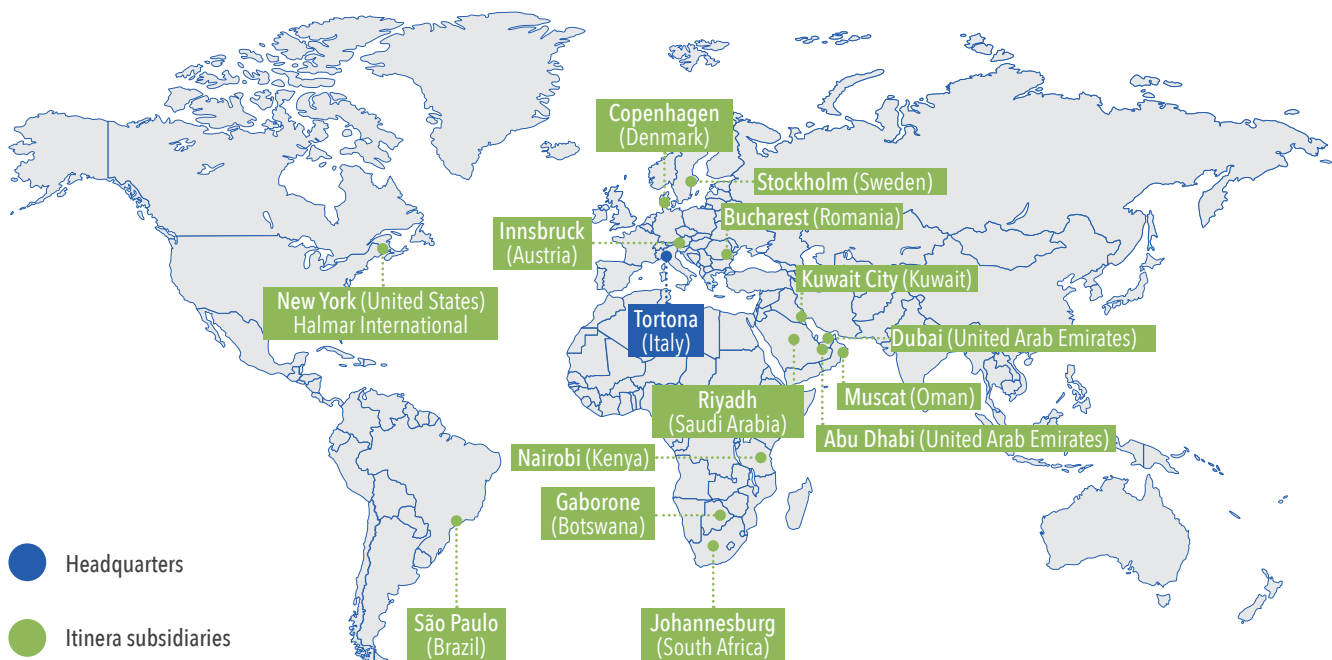 Copenhagen
(Denmark)
Stockholm (Sweden)
Bucharest (Romania)
Innsbruck
(Austria)
Kuwait City (Kuwait)
New York (United States)
Halmar International
Tortona
(Italy)
Dubai (United Arab Emirates)
Riyadh
(Saudi Arabia)
Muscat (Oman)
Abu Dhabi (United Arab Emirates)
Nairobi (Kenya)
Gaborone
(Botswana)
Headquarters
São Paulo
(Brazil)
Johannesburg
(South Africa)
Itinera subsidiaries